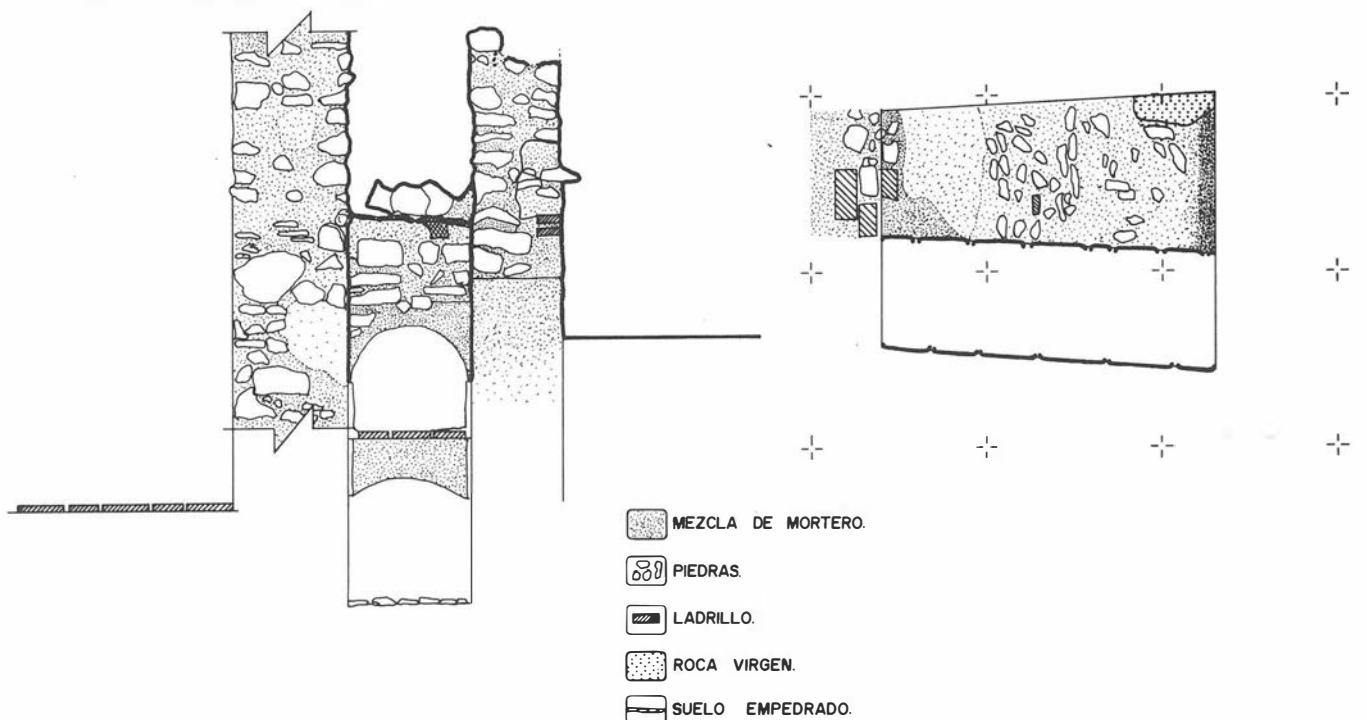 MEZCLA DE MORTERO.
PIEDRAS.
LADRILLO.
ROCA VIRGEN.
SUELO EMPEDRADO.